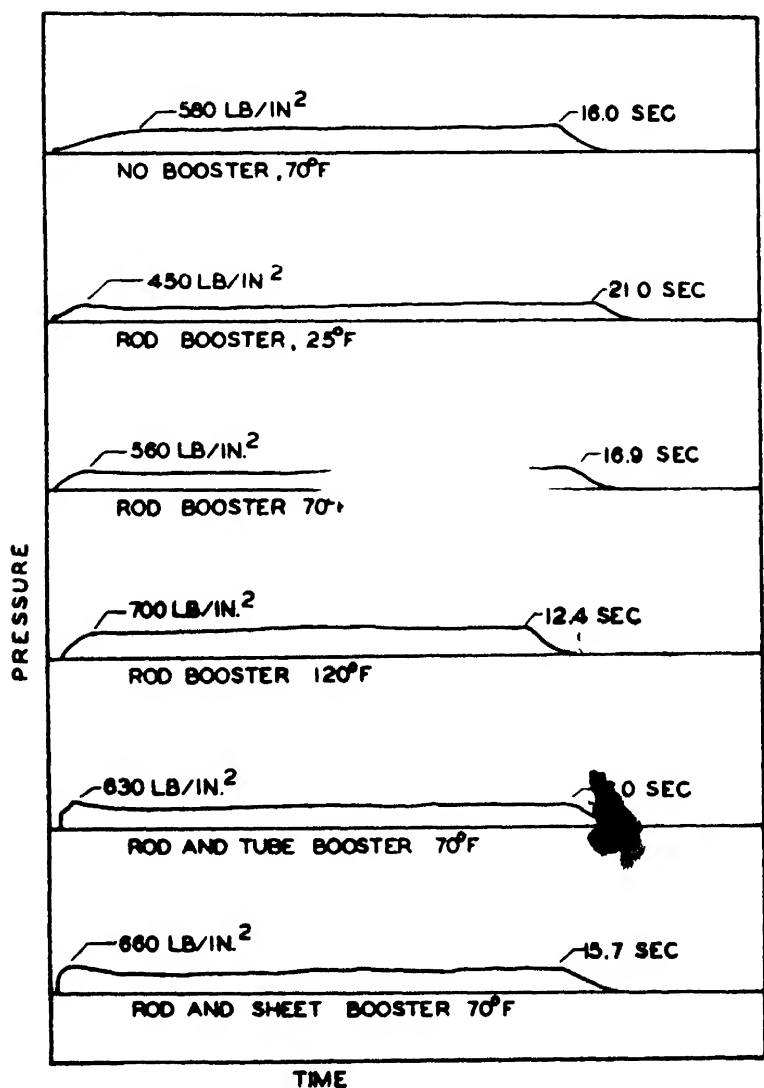 580 LB/IN²
16.0 SEC
NO BOOSTER, 70°F
450 LB/IN²
21 0 SEC
ROD BOOSTER, 25°F
560 LB/IN.²
16.9 SEC
ROD BOOSTER 70
700 LB/IN.²
12.4 SEC
ROD BOOSTER 120°F
630 LB/IN.²
SEC
ROD AND TUBE BOOSTER 70°F
660 LB/IN.²
15.7 SEC
ROD AND SHEET BOOSTER 70°F
PRESSURE
TIME